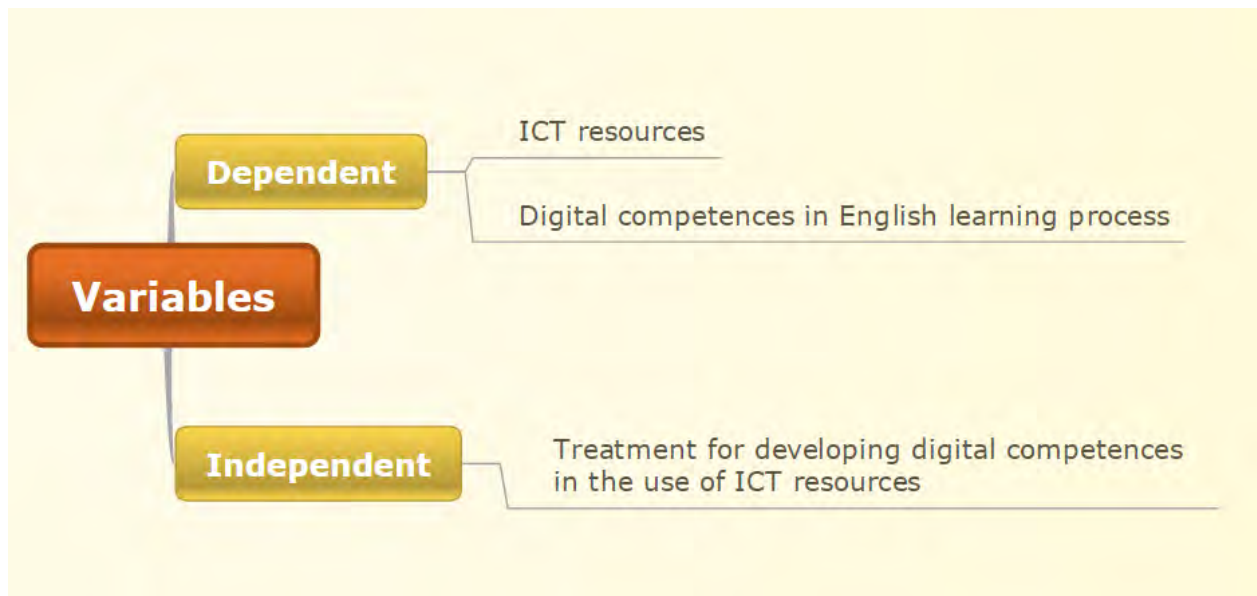 Variables
Dependent
ICT resources
Digital competences in English learning process
Independent
Treatment for developing digital competences
in the use of ICT resources